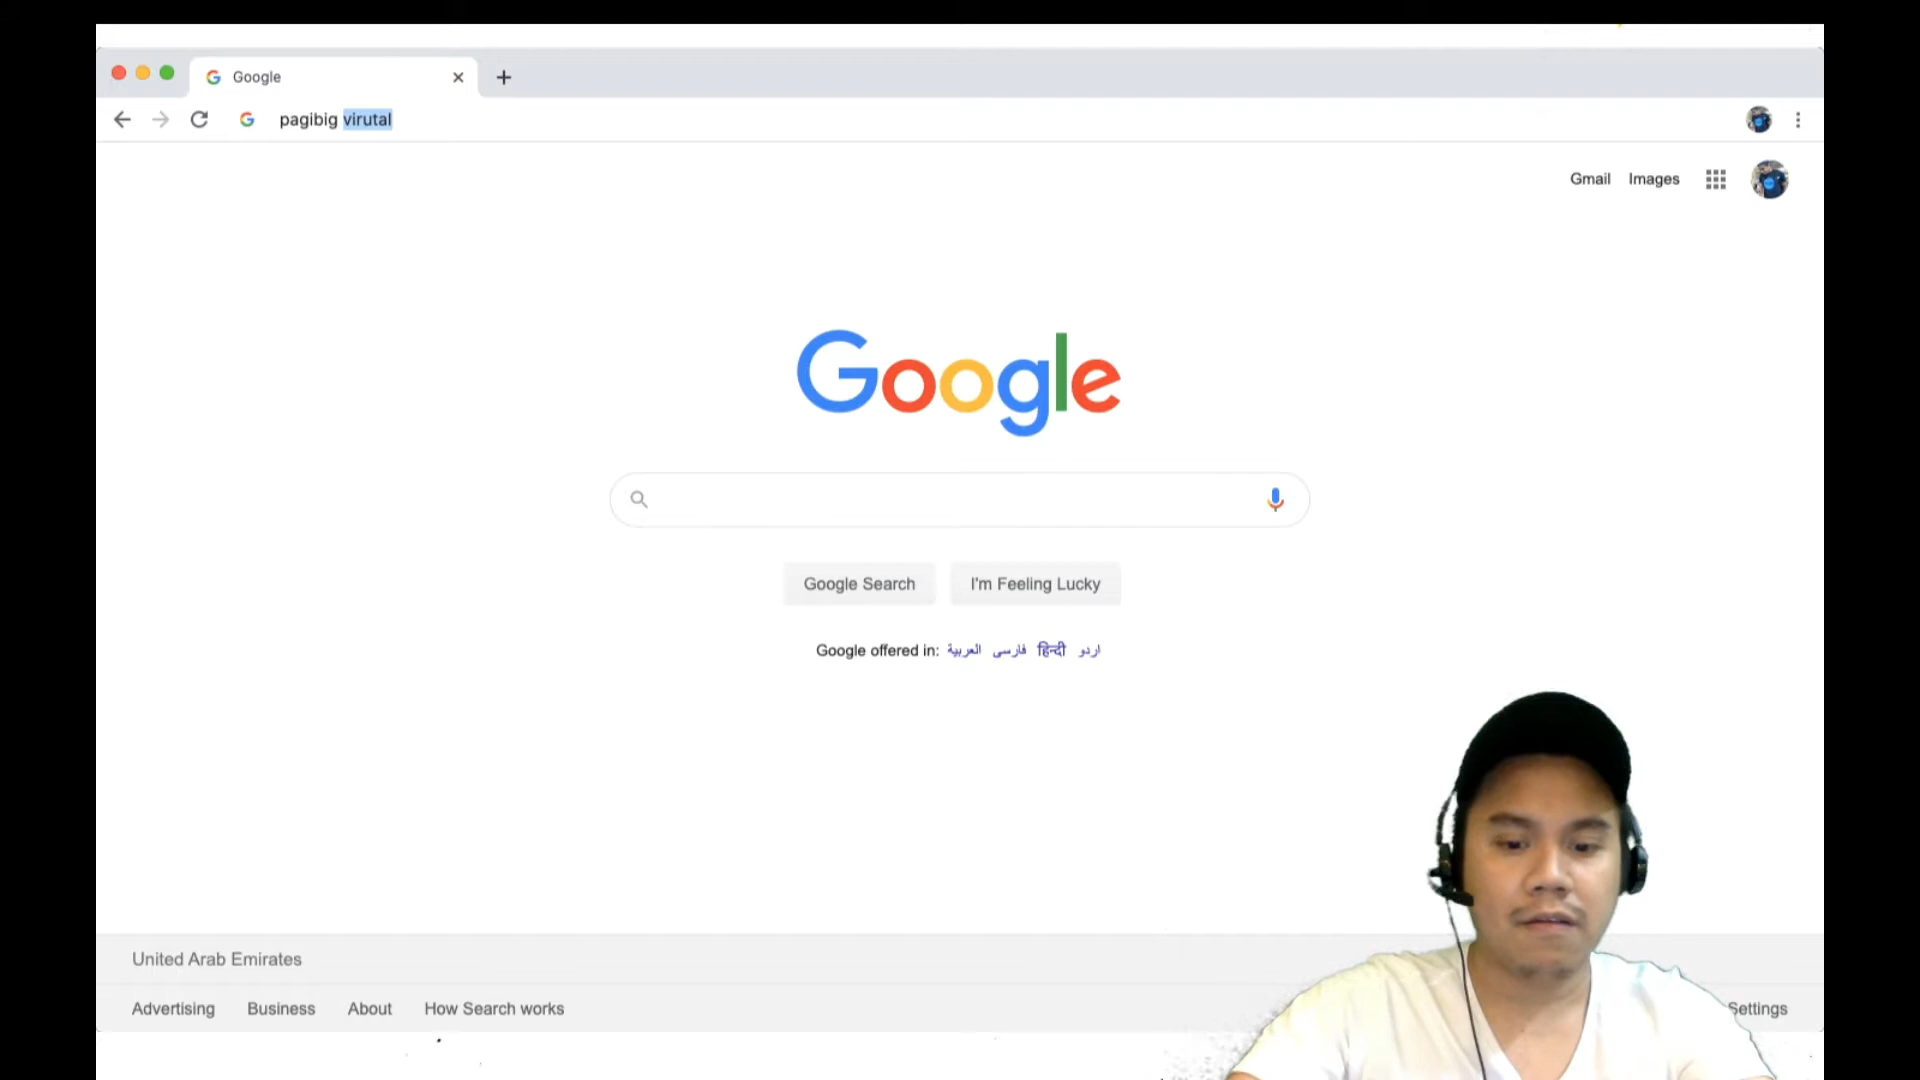 Google
pagibig virutal
Gmail Images
Google
Google Search I'm Feeling Lucky
Google offered in: العربية فارسی हिन्दी اردو
United Arab Emirates
Advertising Business About How Search works Settings